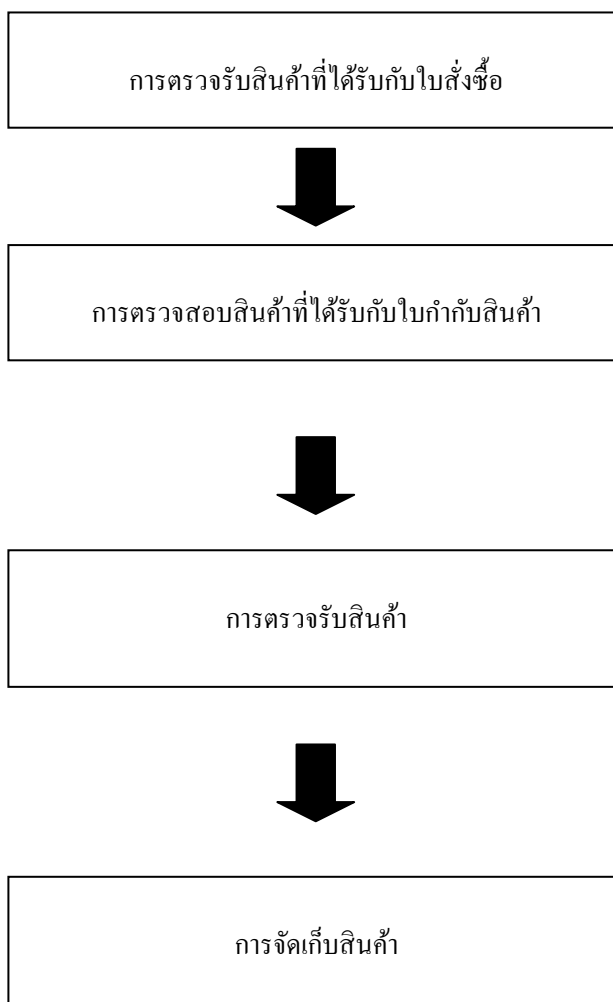 การตรวจรับสินค้าที่ได้รับกับใบสั่งซื้อ
การตรวจสอบสินค้าที่ได้รับกับใบกำกับสินค้า
การตรวจรับสินค้า
การจัดเก็บสินค้า